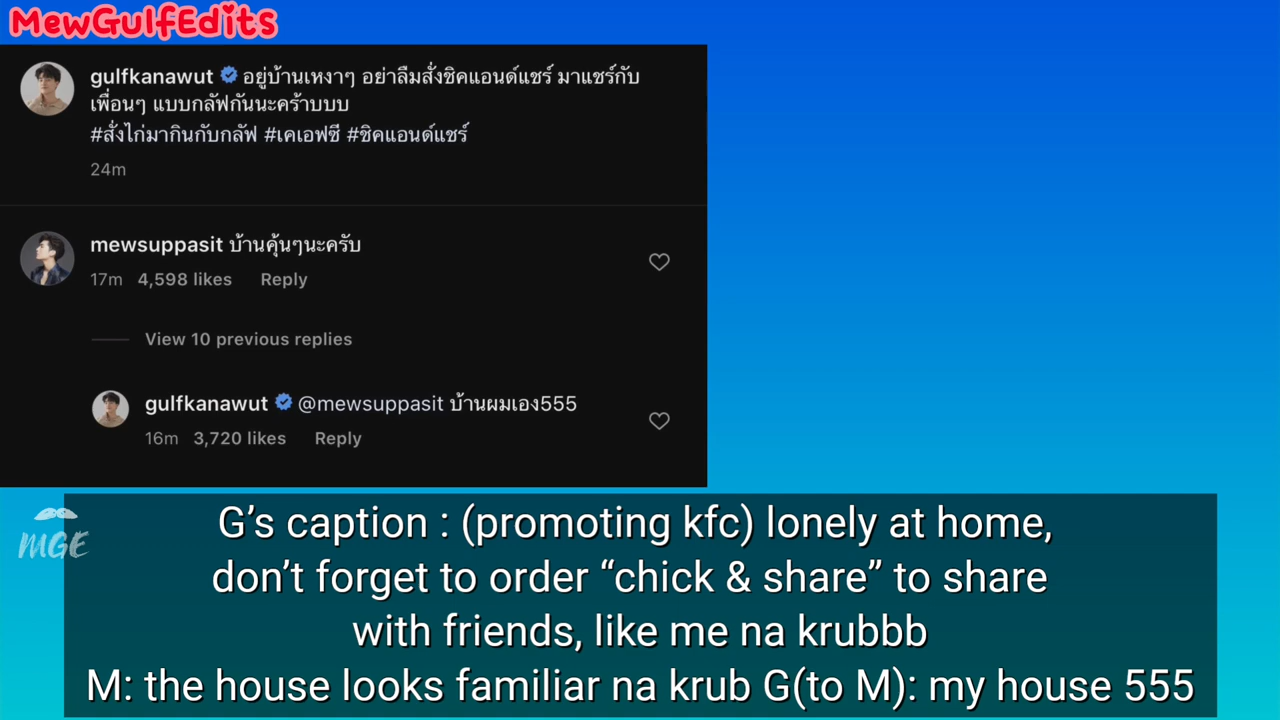 MewGulfEdits
gulfkanawut อยู่บ้านเหงาๆ อย่าลืมสั่งชิคแอนด์แชร์ มาแชร์กับ
เพื่อนๆ แบบกลัฟกันนะคร้าบบบ
#สั่งไก่มากินกับกลัฟ #เคเอฟซี #ชิคแอนด์แชร์
24m
mewsuppasit บ้านคุ้นๆนะครับ
17m 4,598 likes Reply
View 10 previous replies
gulfkanawut @mewsuppasit บ้านผมเอง555
16m 3,720 likes Reply
MGE
G’s caption : (promoting kfc) lonely at home,
don’t forget to order “chick & share” to share
with friends, like me na krubbb
M: the house looks familiar na krub G(to M): my house 555